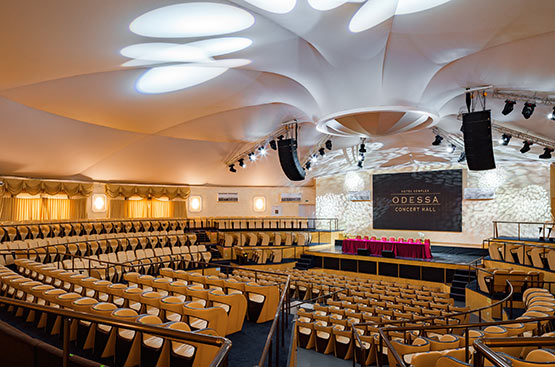 HOTEL COMPLEX
ODESSA
CONCERT HALL